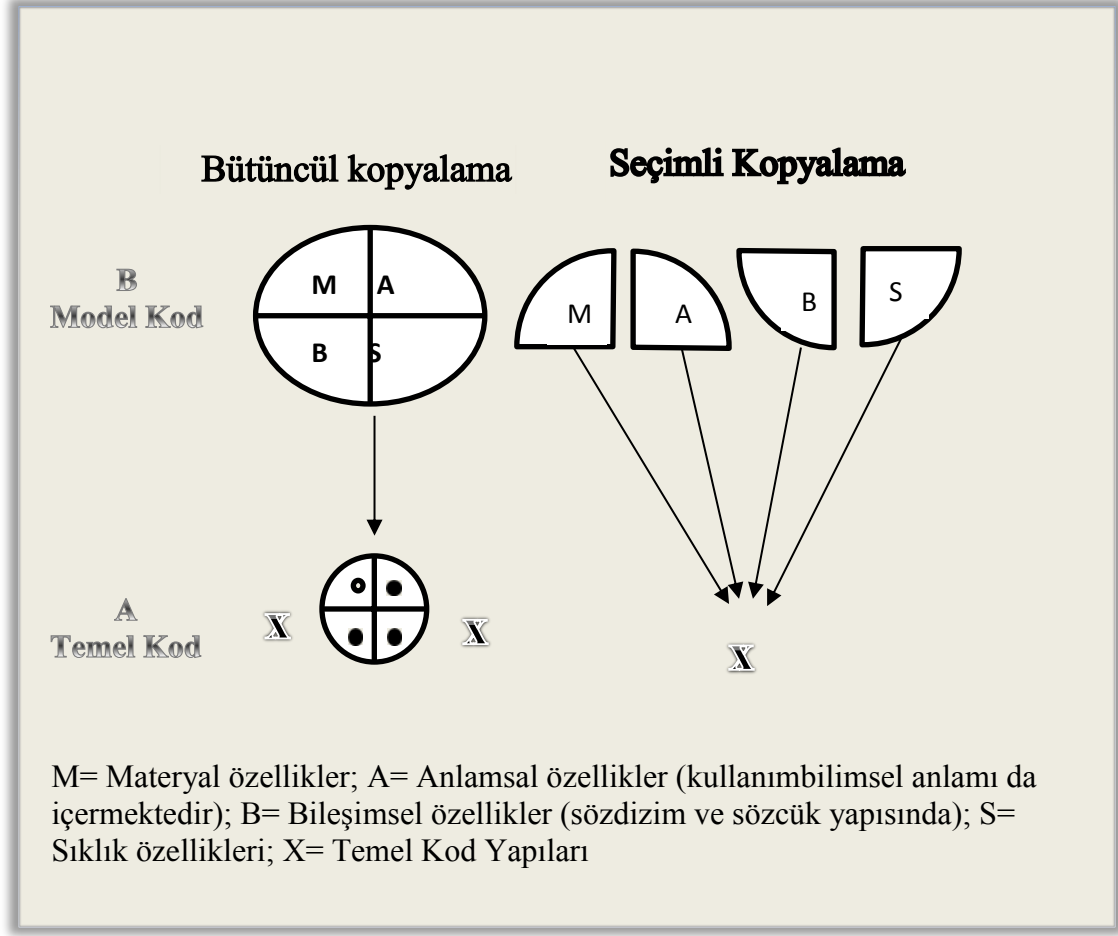 Bütüncül kopyalama
Seçimli Kopyalama
B
Model Kod
M A
B S
M
A
B
S
A
Temel Kod
X
X
X
M= Materyal özellikler; A= Anlamsal özellikler (kullanımbilimsel anlamı da
içermektedir); B= Bileşimsel özellikler (sözdizim ve sözcük yapısında); S=
Sıklık özellikleri; X= Temel Kod Yapıları